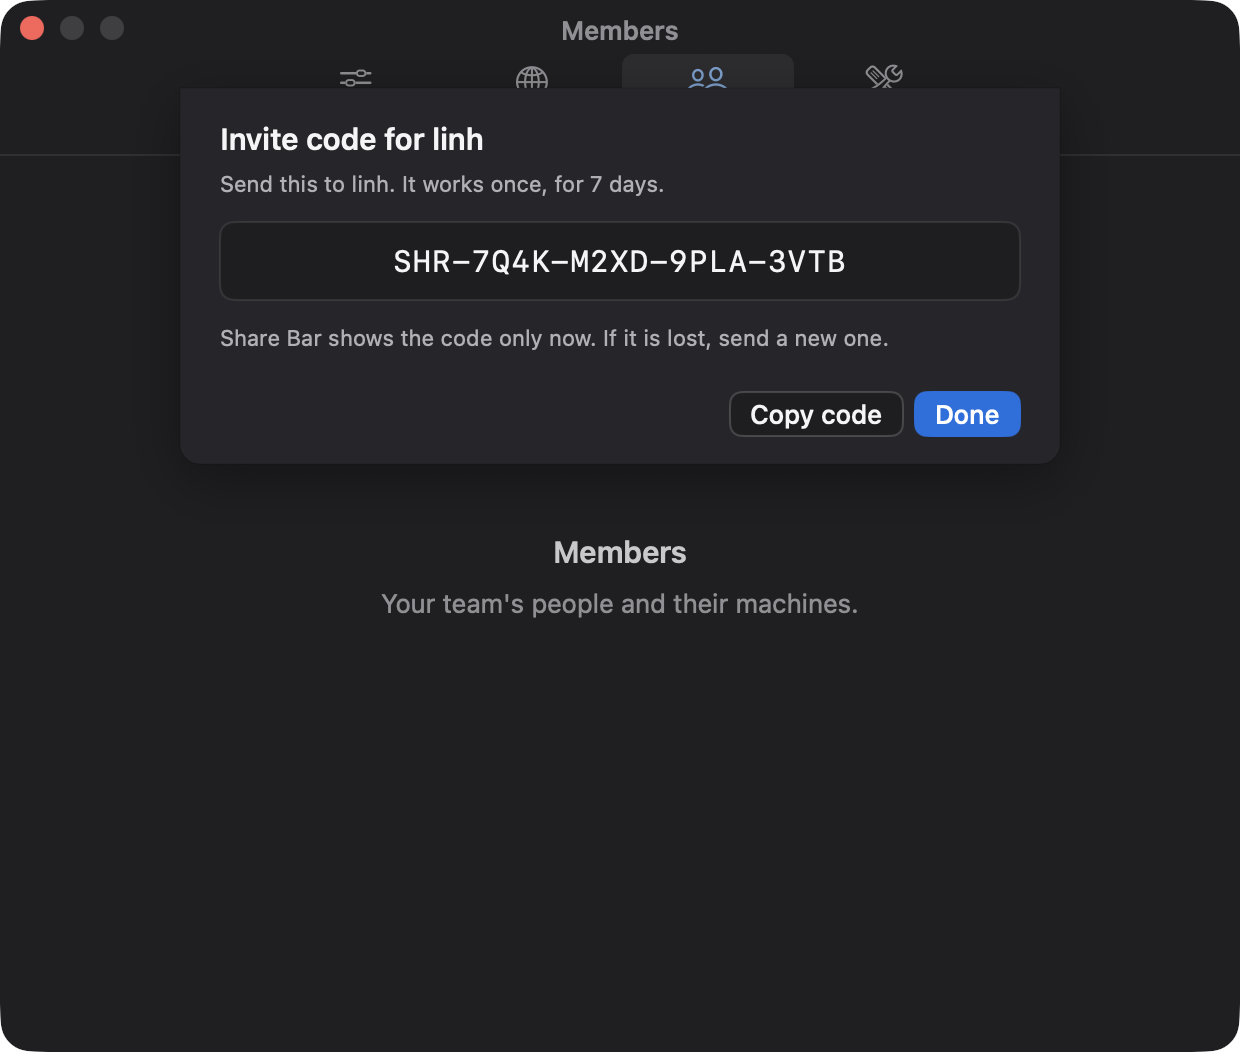 Members
Invite code for linh
Send this to linh. It works once, for 7 days.
SHR-7Q4K-M2XD-9PLA-3VTB
Share Bar shows the code only now. If it is lost, send a new one.
Copy code
Done
Members
Your team's people and their machines.